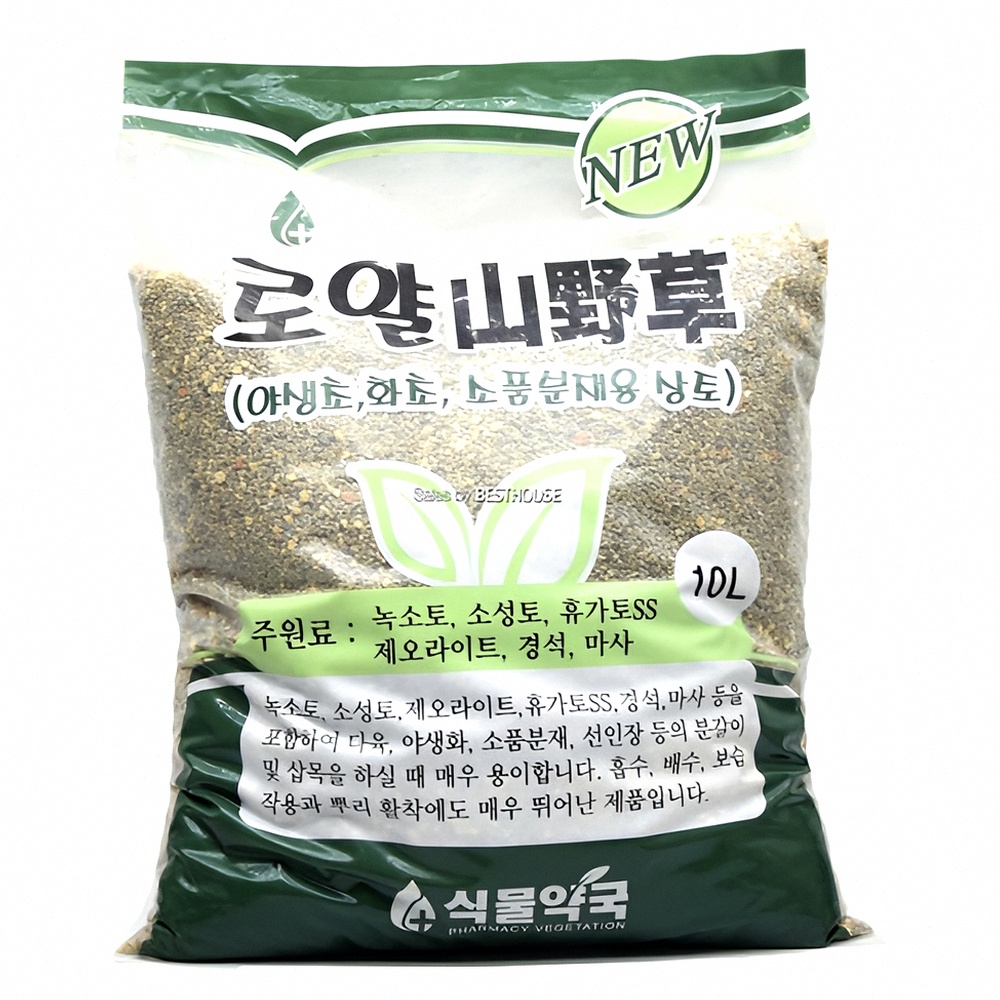 NEW
로얄 山野草
(야생초,화초, 소품분재용 상토)
Sales by BESTHOUSE
10L
주원료 : 녹소토, 소성토, 휴가토SS
제오라이트, 경석, 마사
녹소토, 소성토,제오라이트,휴가토SS,경석,마사 등을
포함하여 다육, 야생화, 소품분재, 선인장 등의 분갈이
및 삽목을 하실 때 매우 용이합니다. 흡수, 배수, 보습
작용과 뿌리 활착에도 매우 뛰어난 제품입니다.
식물약국
PHARMACY VEGETATION